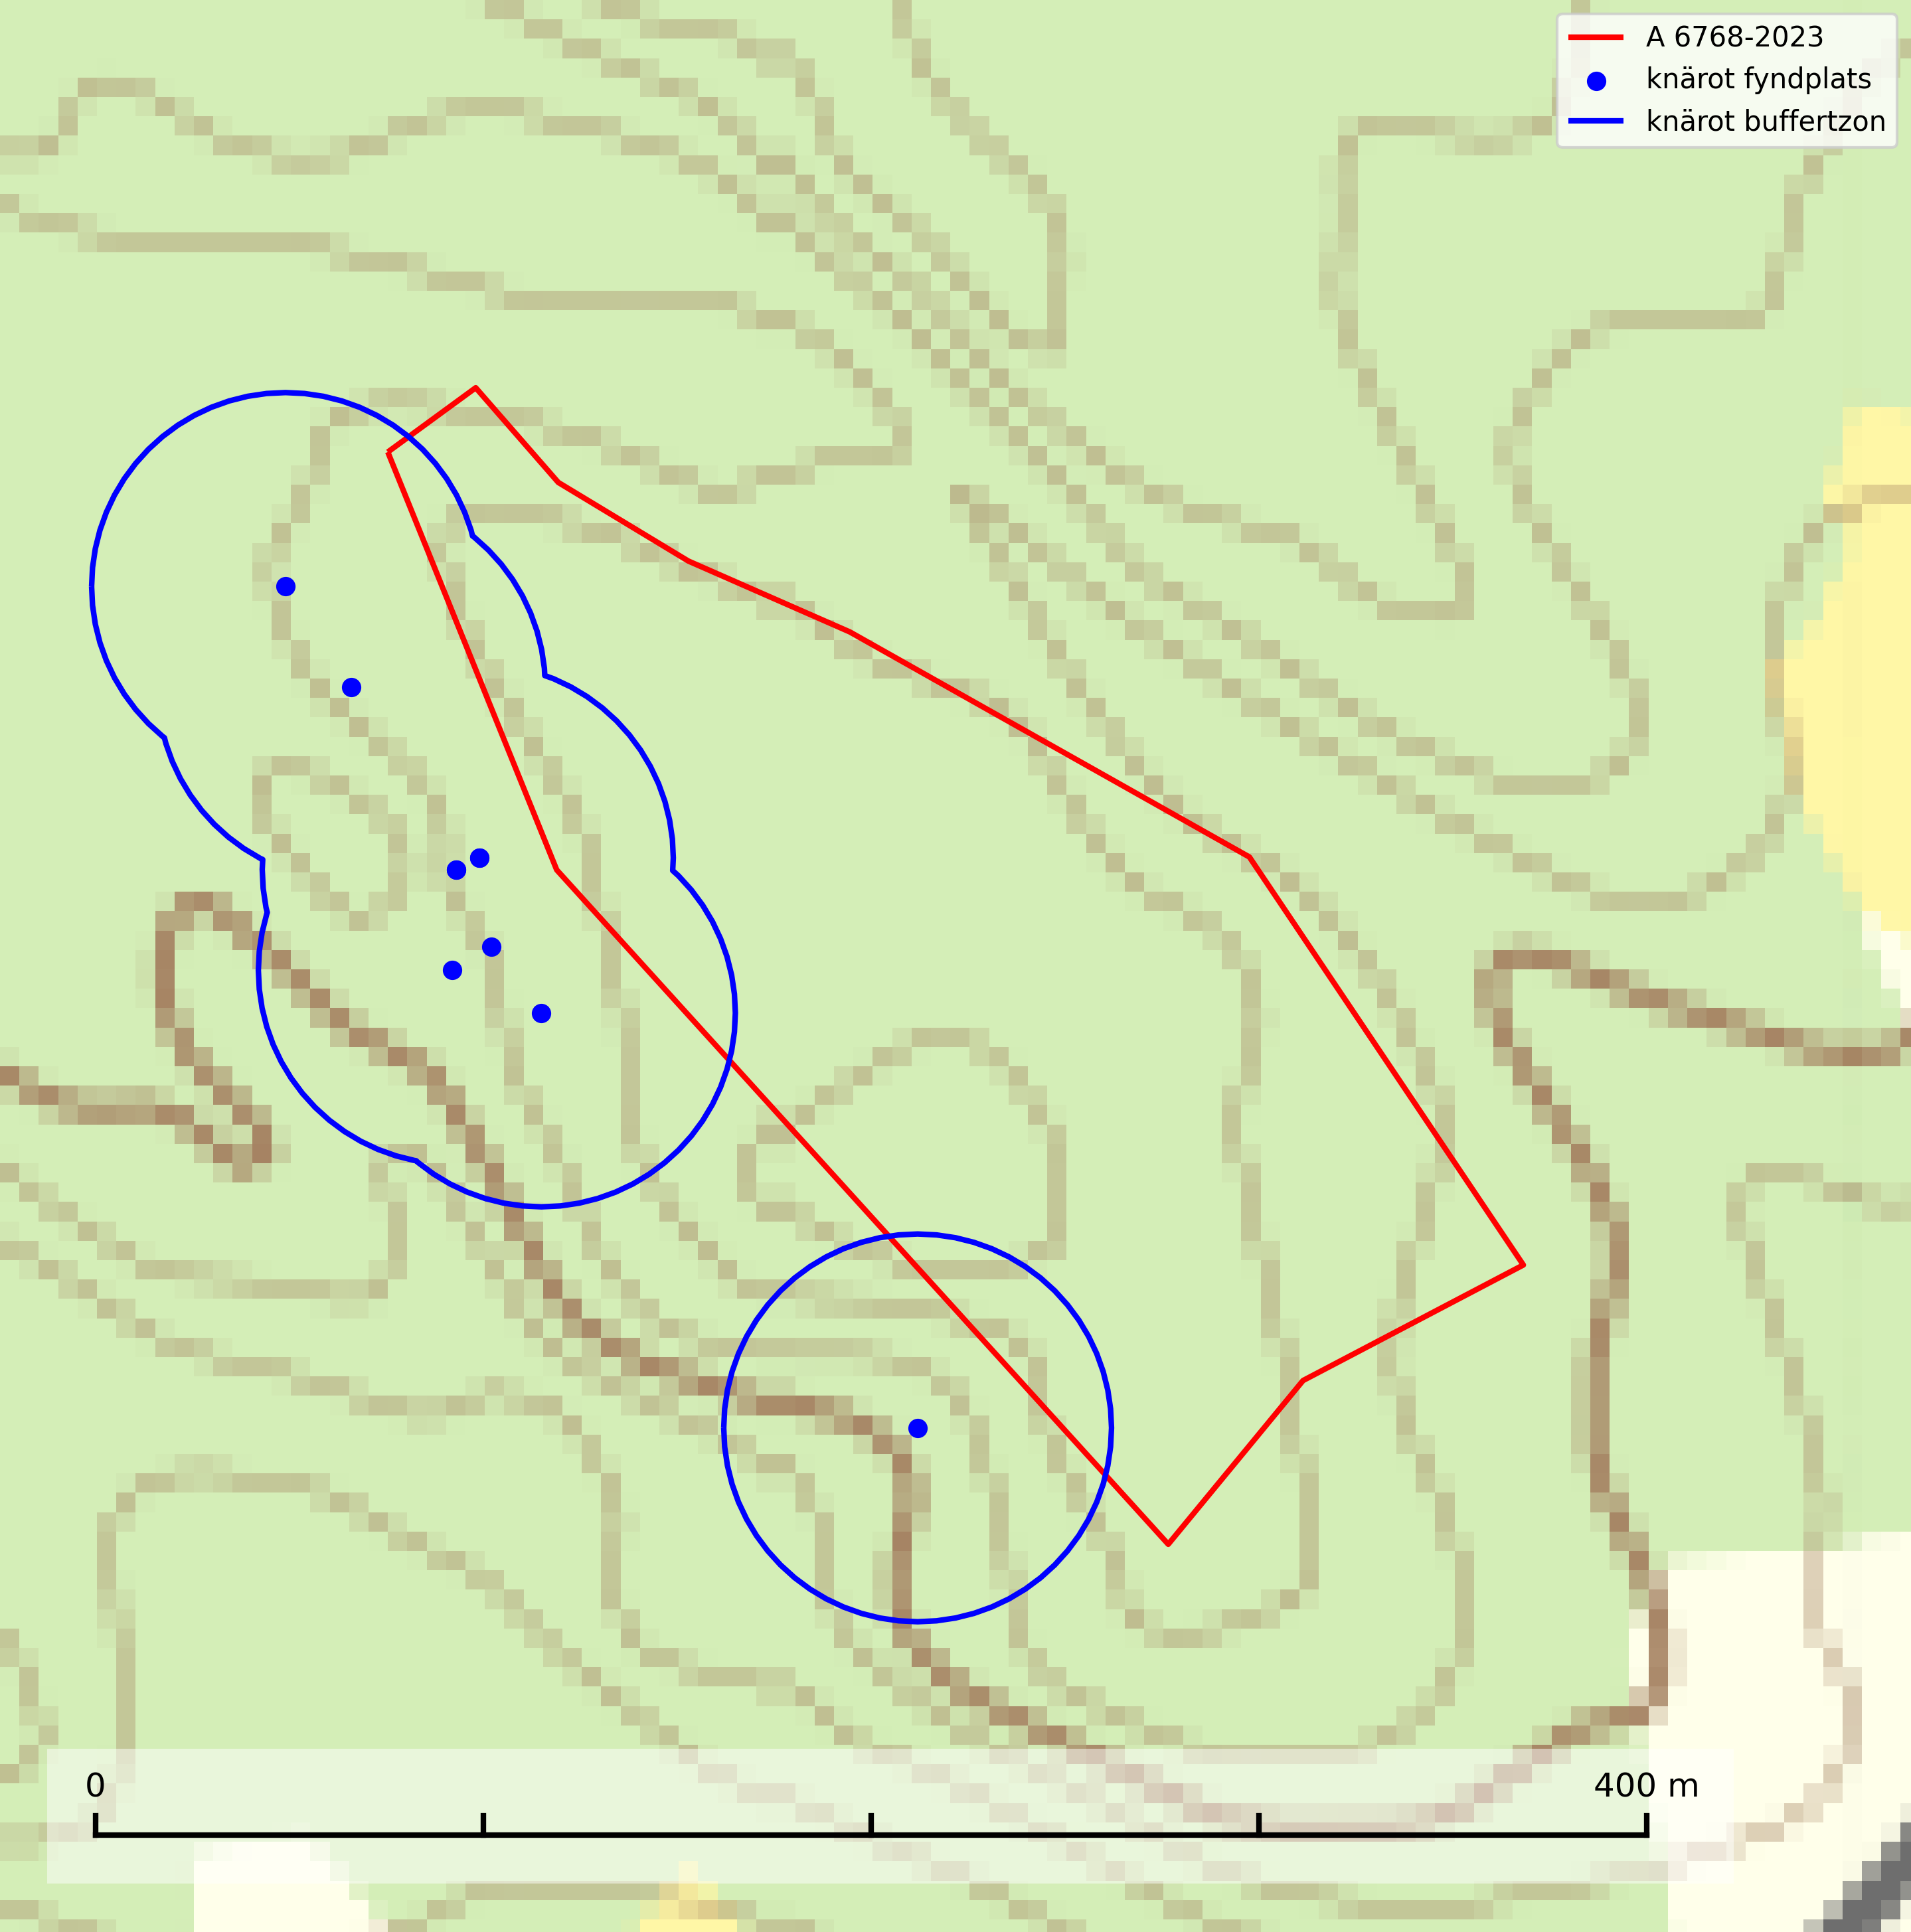 A 6768-2023
knärot fyndplats
knärot buffertzon
0
400 m